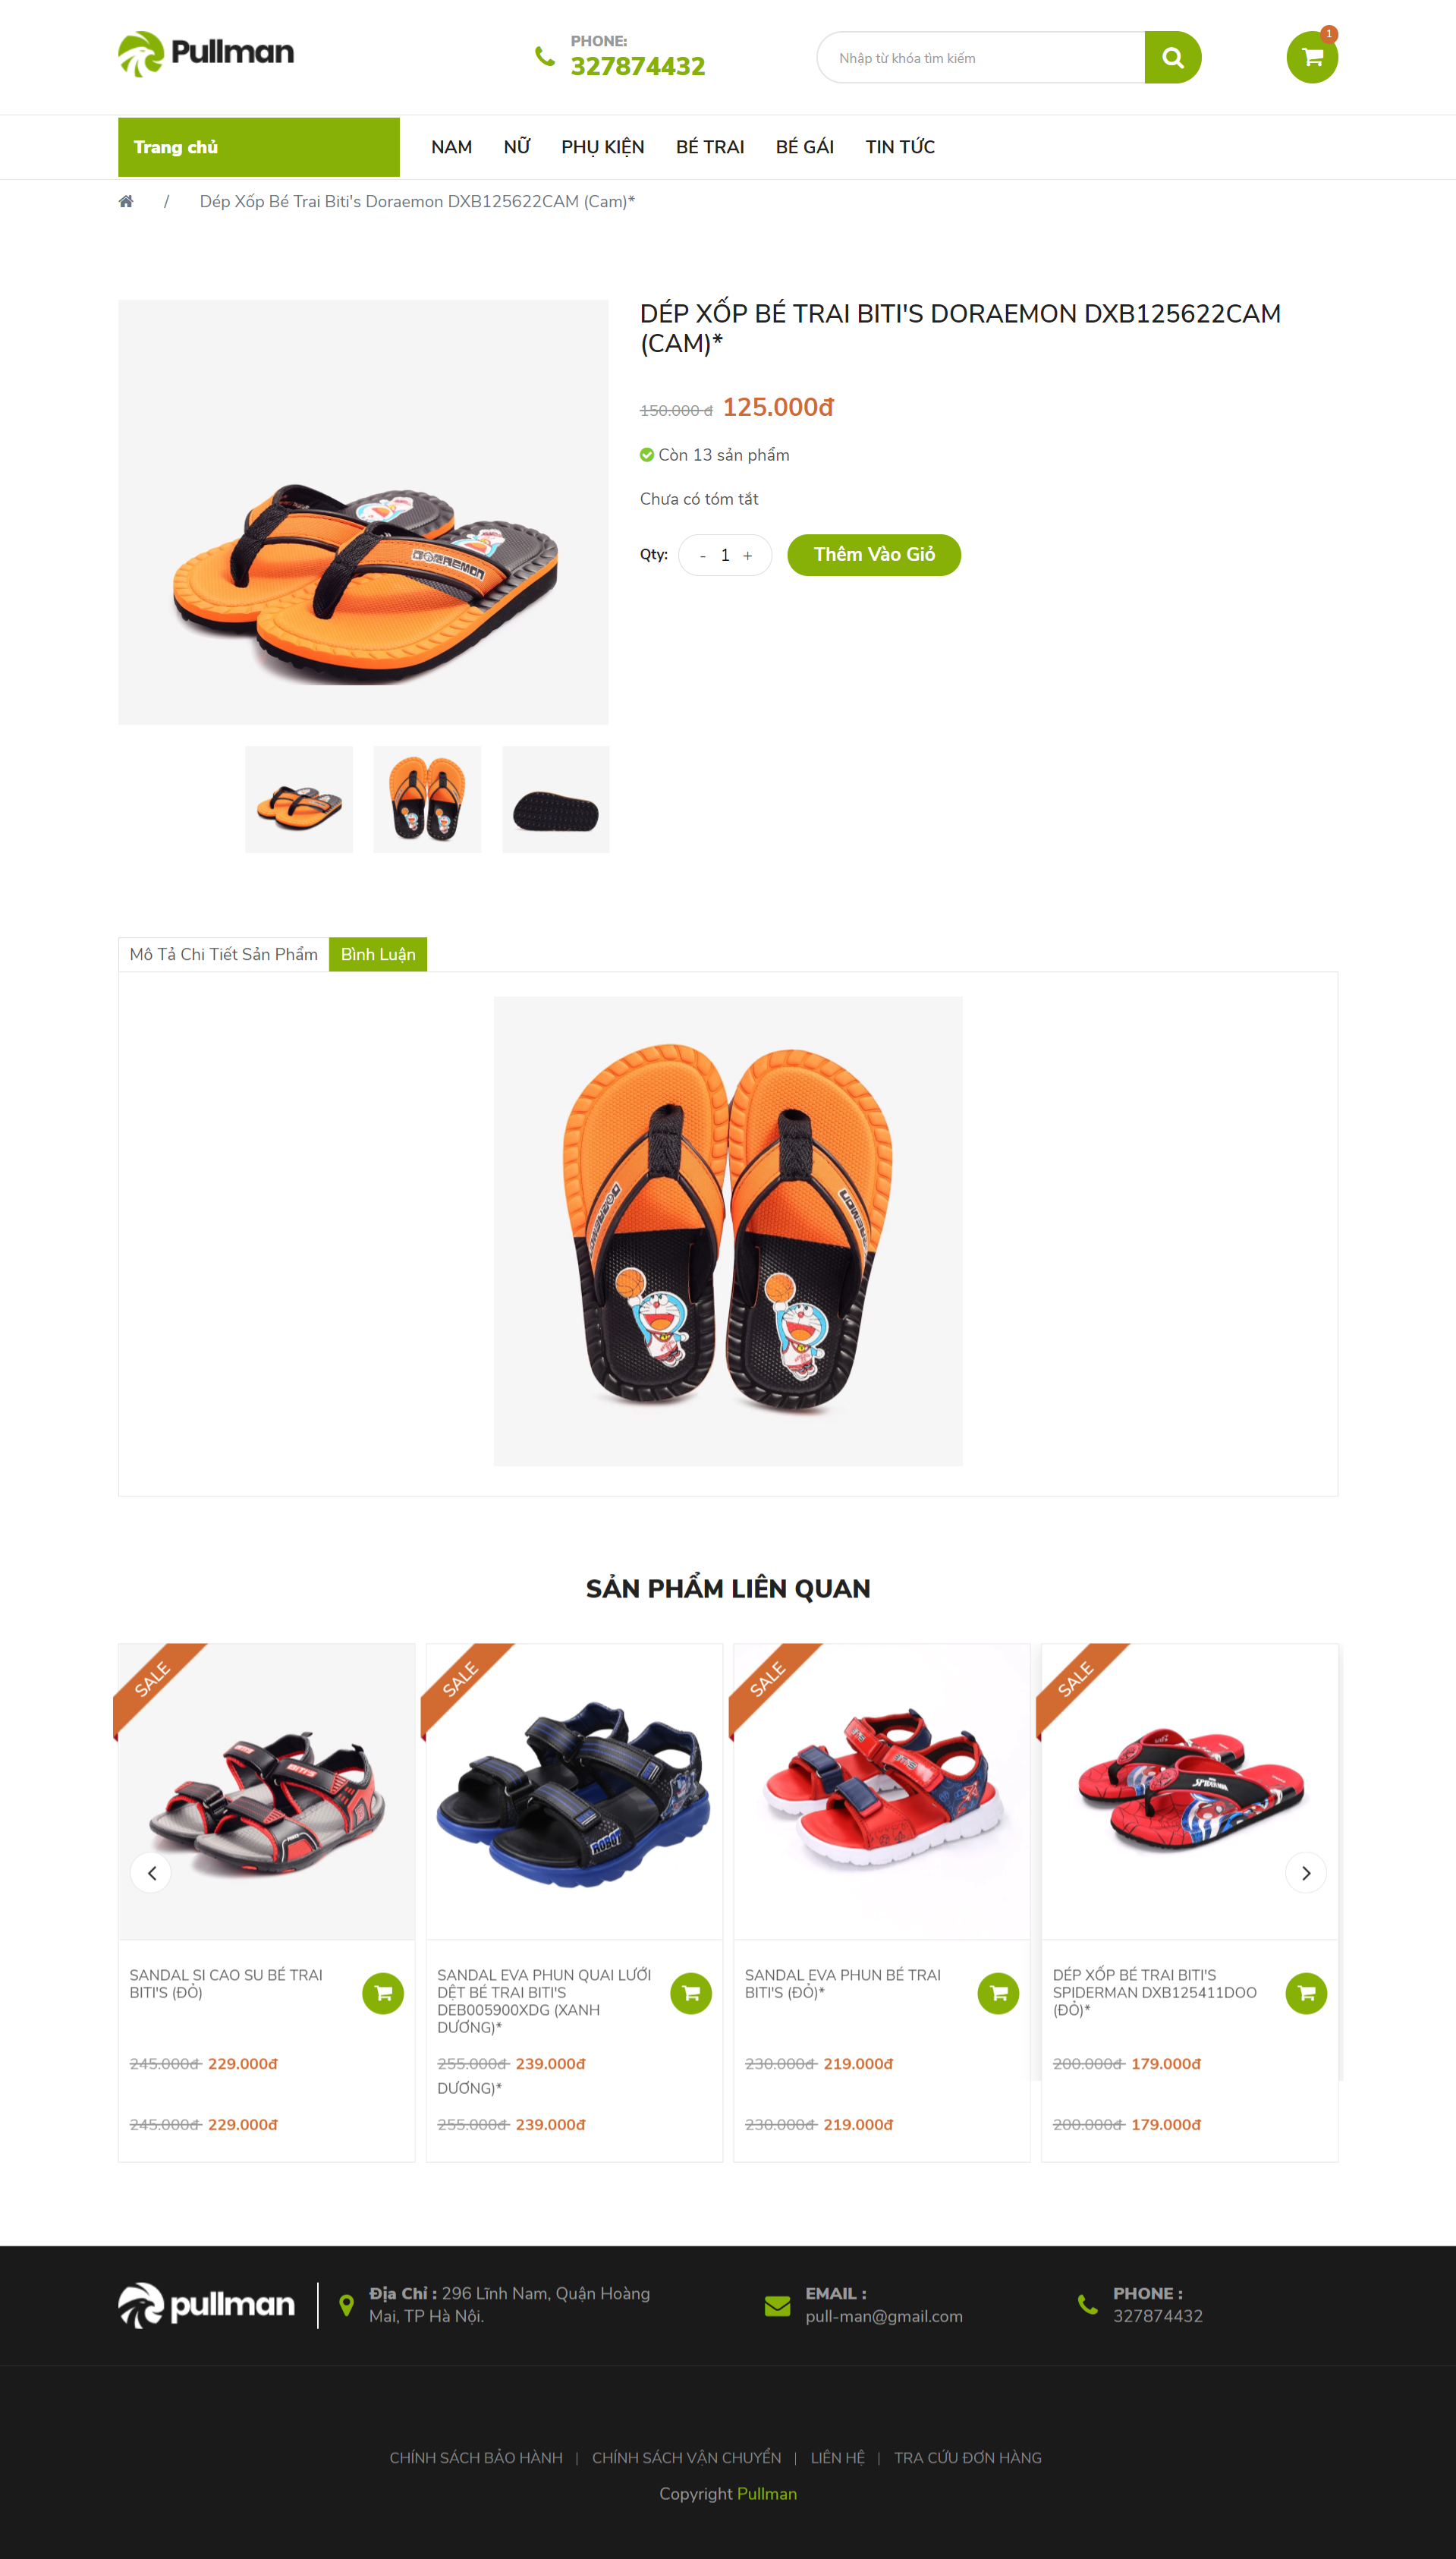 Pullman
PHONE:
327874432
Nhập từ khóa tìm kiếm
1
Trang chủ
NAM
NỮ
PHỤ KIỆN
BÉ TRAI
BÉ GÁI
TIN TỨC
/ Dép Xốp Bé Trai Biti's Doraemon DXB125622CAM (Cam)*
DÉP XỐP BÉ TRAI BITI'S DORAEMON DXB125622CAM
(CAM)*
150.000 đ 125.000đ
Còn 13 sản phẩm
Chưa có tóm tắt
Qty: - 1 + Thêm Vào Giỏ
DORAEMON
Mô Tả Chi Tiết Sản Phẩm
Bình Luận
SẢN PHẨM LIÊN QUAN
SALE
SALE
SALE
SALE
BITI'S
ROBOT
SANDAL SI CAO SU BÉ TRAI
BITI'S (ĐỎ)
245.000đ 229.000đ
245.000đ 229.000đ
SANDAL EVA PHUN QUAI LƯỚI
DỆT BÉ TRAI BITI'S
DEB005900XDG (XANH
DƯƠNG)*
255.000đ 239.000đ
DƯƠNG)*
255.000đ 239.000đ
SANDAL EVA PHUN BÉ TRAI
BITI'S (ĐỎ)*
230.000đ 219.000đ
230.000đ 219.000đ
DÉP XỐP BÉ TRAI BITI'S
SPIDERMAN DXB125411DOO
(ĐỎ)*
200.000đ 179.000đ
200.000đ 179.000đ
pullman
Địa Chỉ : 296 Lĩnh Nam, Quận Hoàng
Mai, TP Hà Nội.
EMAIL :
pull-man@gmail.com
PHONE :
327874432
CHÍNH SÁCH BẢO HÀNH | CHÍNH SÁCH VẬN CHUYỂN | LIÊN HỆ | TRA CỨU ĐƠN HÀNG
Copyright Pullman